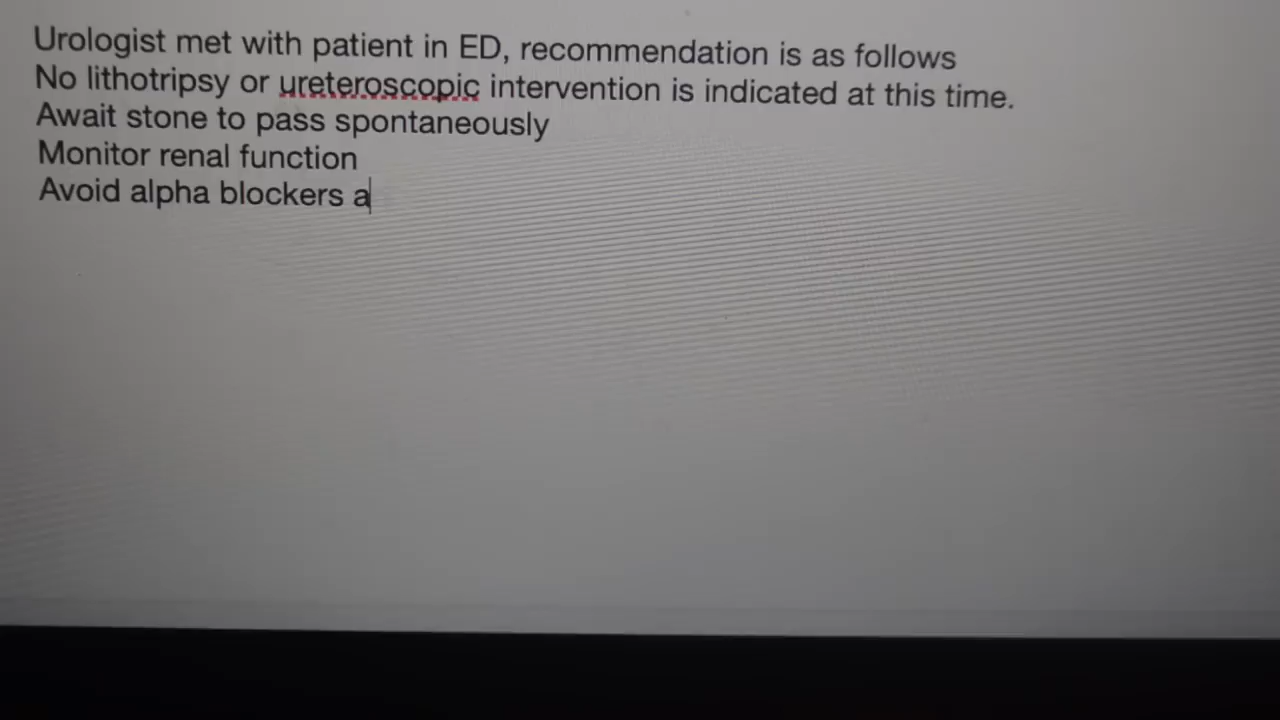 Urologist met with patient in ED, recommendation is as follows
No lithotripsy or ureteroscopic intervention is indicated at this time.
Await stone to pass spontaneously
Monitor renal function
Avoid alpha blockers a